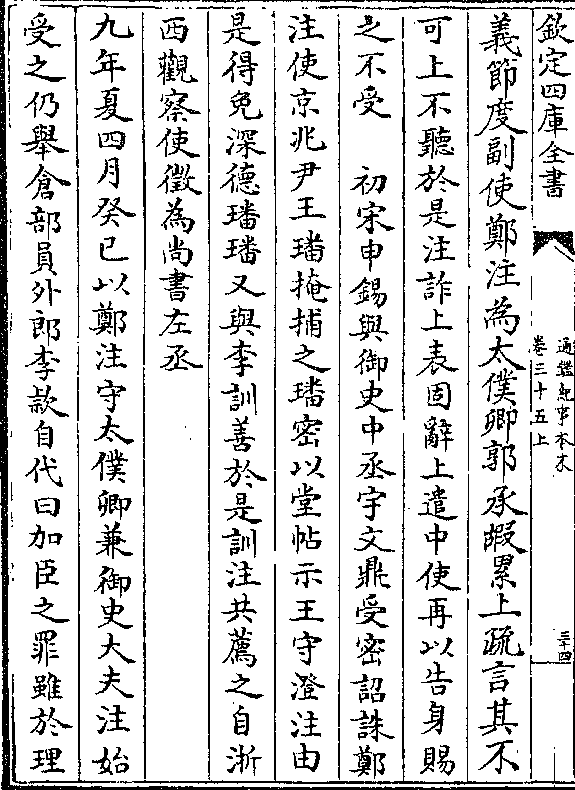 欽定四庫全書
通鑑紀事本末
卷三十五上
三十四
義節度副使鄭注為太僕卿郭承嘏累上疏言其不
可上不聽於是注詐上表固辭上遣中使再以告身賜
之不受　初宋申錫與御史中丞宇文鼎受密詔誅鄭
注使京兆尹王璠掩捕之璠密以堂帖示王守澄注由
是得免深德璠璠又與李訓善於是訓注共薦之自浙
西觀察使徵為尚書左丞
九年夏四月癸巳以鄭注守太僕卿兼御史大夫注始
受之仍舉倉部員外郎李款自代曰加臣之罪雖於理